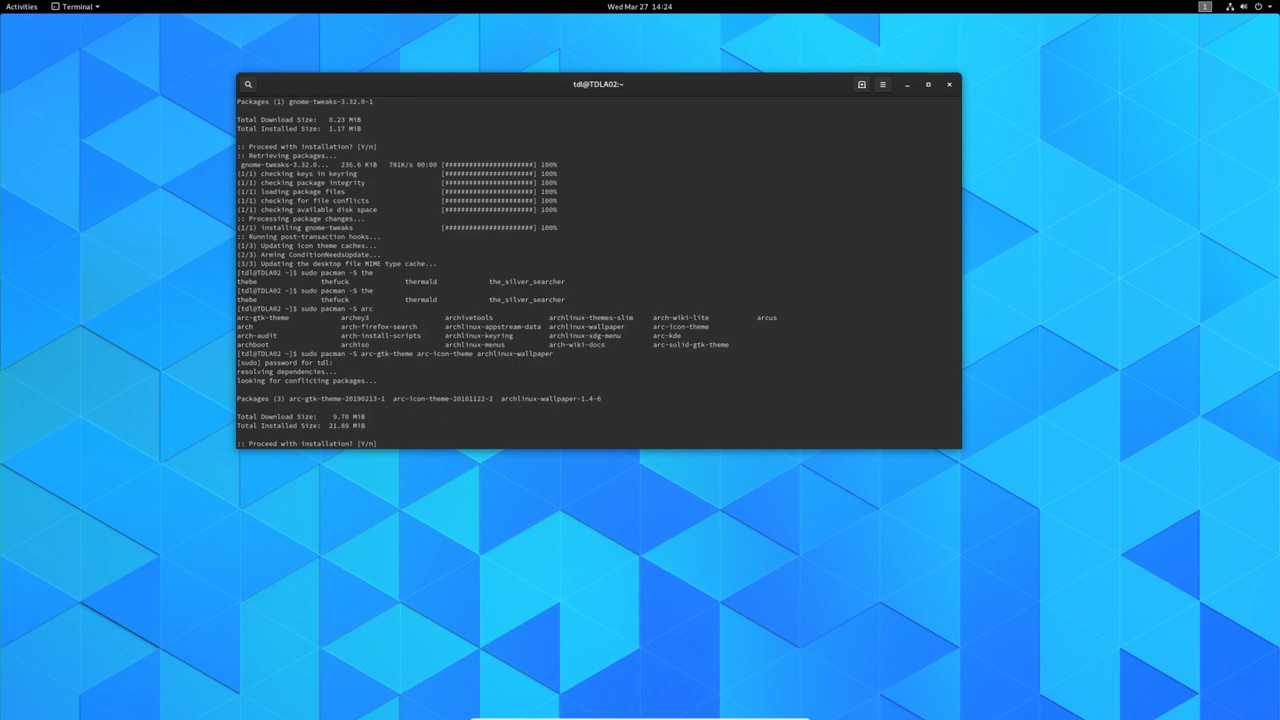 Activities Terminal Wed Mar 27 14:24 1
tdl@TDLA02:~
Packages (1) gnome-tweaks-3.32.0-1
Total Download Size: 0.23 MiB
Total Installed Size: 1.17 MiB
:: Proceed with installation? [Y/n]
:: Retrieving packages...
gnome-tweaks-3.32.0... 236.6 KiB 781K/s 00:00 [######################] 100%
(1/1) checking keys in keyring [######################] 100%
(1/1) checking package integrity [######################] 100%
(1/1) loading package files [######################] 100%
(1/1) checking for file conflicts [######################] 100%
(1/1) checking available disk space [######################] 100%
:: Processing package changes...
(1/1) installing gnome-tweaks [######################] 100%
:: Running post-transaction hooks...
(1/3) Updating icon theme caches...
(2/3) Arming ConditionNeedsUpdate...
(3/3) Updating the desktop file MIME type cache...
[tdl@TDLA02 ~]$ sudo pacman -S the
thebe thefuck thermald the_silver_searcher
[tdl@TDLA02 ~]$ sudo pacman -S the
thebe thefuck thermald the_silver_searcher
[tdl@TDLA02 ~]$ sudo pacman -S arc
arc-gtk-theme archey3 archivetools archlinux-themes-slim arch-wiki-lite arcus
arch arch-firefox-search archlinux-appstream-data archlinux-wallpaper arc-icon-theme
arch-audit arch-install-scripts archlinux-keyring archlinux-xdg-menu arc-kde
archboot archiso archlinux-menus arch-wiki-docs arc-solid-gtk-theme
[tdl@TDLA02 ~]$ sudo pacman -S arc-gtk-theme arc-icon-theme archlinux-wallpaper
[sudo] password for tdl:
resolving dependencies...
looking for conflicting packages...
Packages (3) arc-gtk-theme-20190213-1 arc-icon-theme-20161122-2 archlinux-wallpaper-1.4-6
Total Download Size: 9.70 MiB
Total Installed Size: 21.89 MiB
:: Proceed with installation? [Y/n]